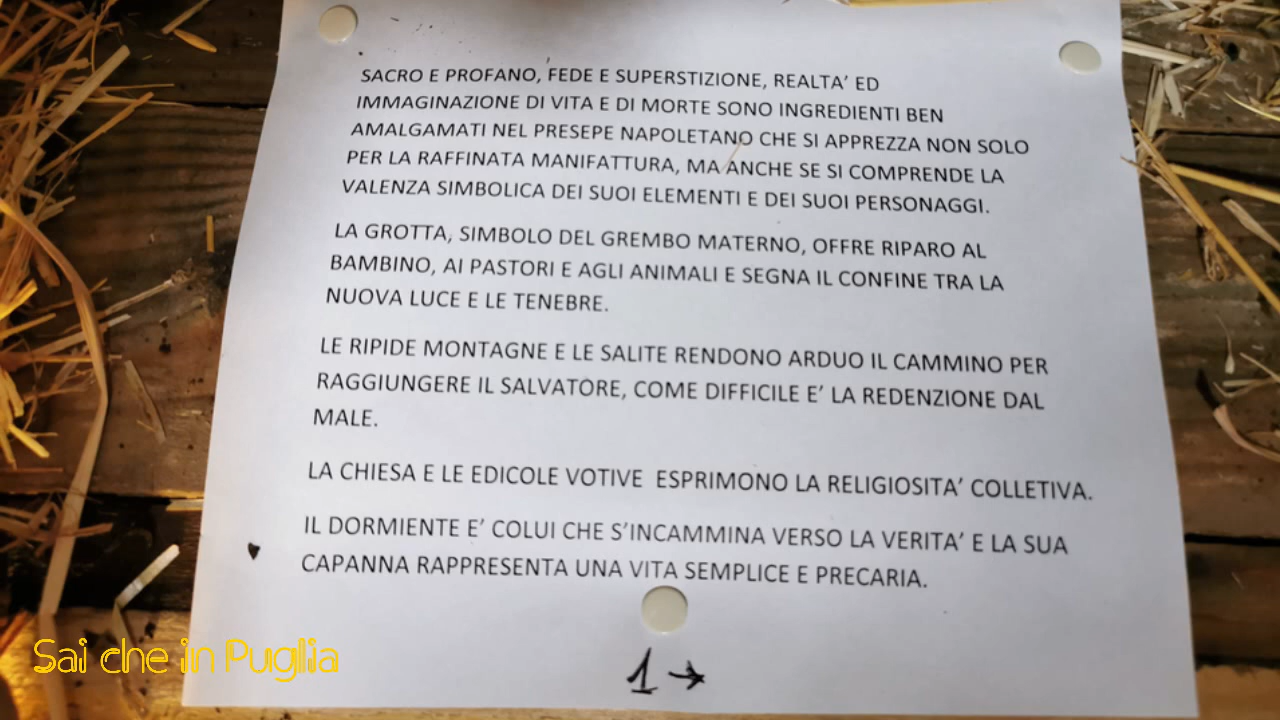 SACRO E PROFANO, FEDE E SUPERSTIZIONE, REALTA' ED
IMMAGINAZIONE DI VITA E DI MORTE SONO INGREDIENTI BEN
AMALGAMATI NEL PRESEPE NAPOLETANO CHE SI APPREZZA NON SOLO
PER LA RAFFINATA MANIFATTURA, MA ANCHE SE SI COMPRENDE LA
VALENZA SIMBOLICA DEI SUOI ELEMENTI E DEI SUOI PERSONAGGI.
LA GROTTA, SIMBOLO DEL GREMBO MATERNO, OFFRE RIPARO AL
BAMBINO, AI PASTORI E AGLI ANIMALI E SEGNA IL CONFINE TRA LA
NUOVA LUCE E LE TENEBRE.
LE RIPIDE MONTAGNE E LE SALITE RENDONO ARDUO IL CAMMINO PER
RAGGIUNGERE IL SALVATORE, COME DIFFICILE E' LA REDENZIONE DAL
MALE.
LA CHIESA E LE EDICOLE VOTIVE ESPRIMONO LA RELIGIOSITA' COLLETIVA.
IL DORMIENTE E' COLUI CHE S'INCAMMINA VERSO LA VERITA' E LA SUA
CAPANNA RAPPRESENTA UNA VITA SEMPLICE E PRECARIA.
1 →
Sai che in Puglia